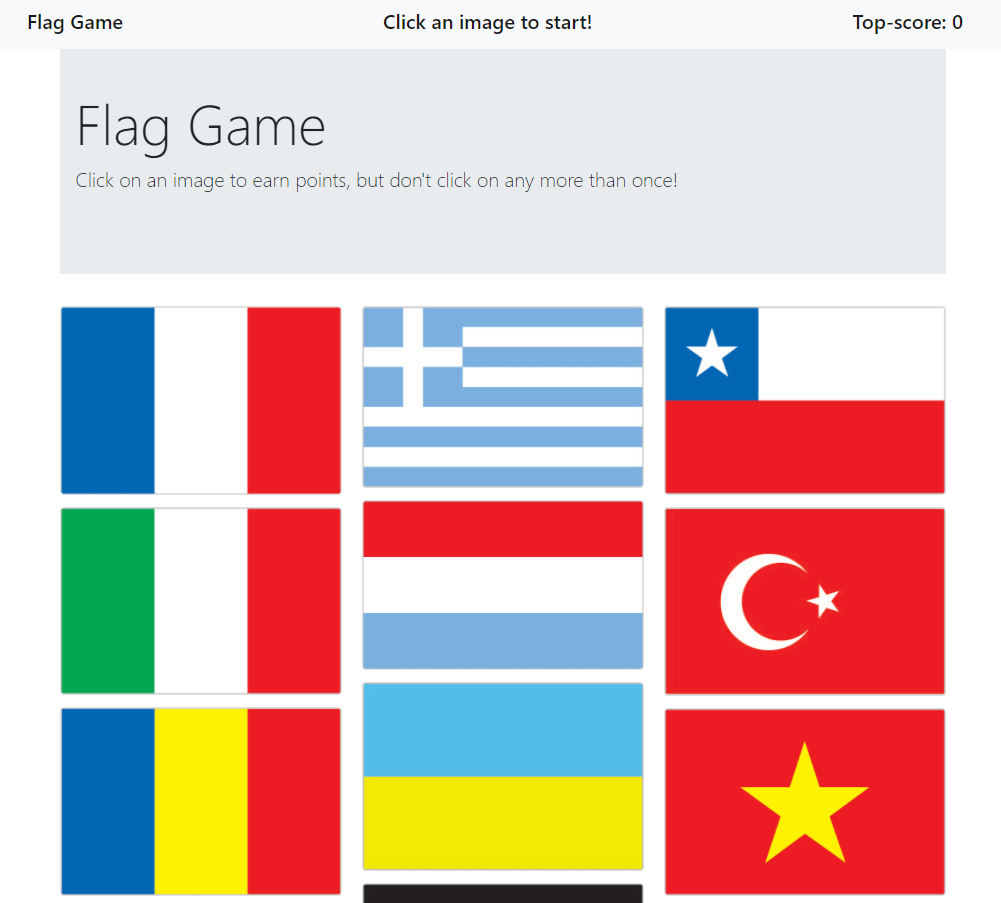 Flag Game
Click an image to start!
Top-score: 0
Flag Game
Click on an image to earn points, but don't click on any more than once!